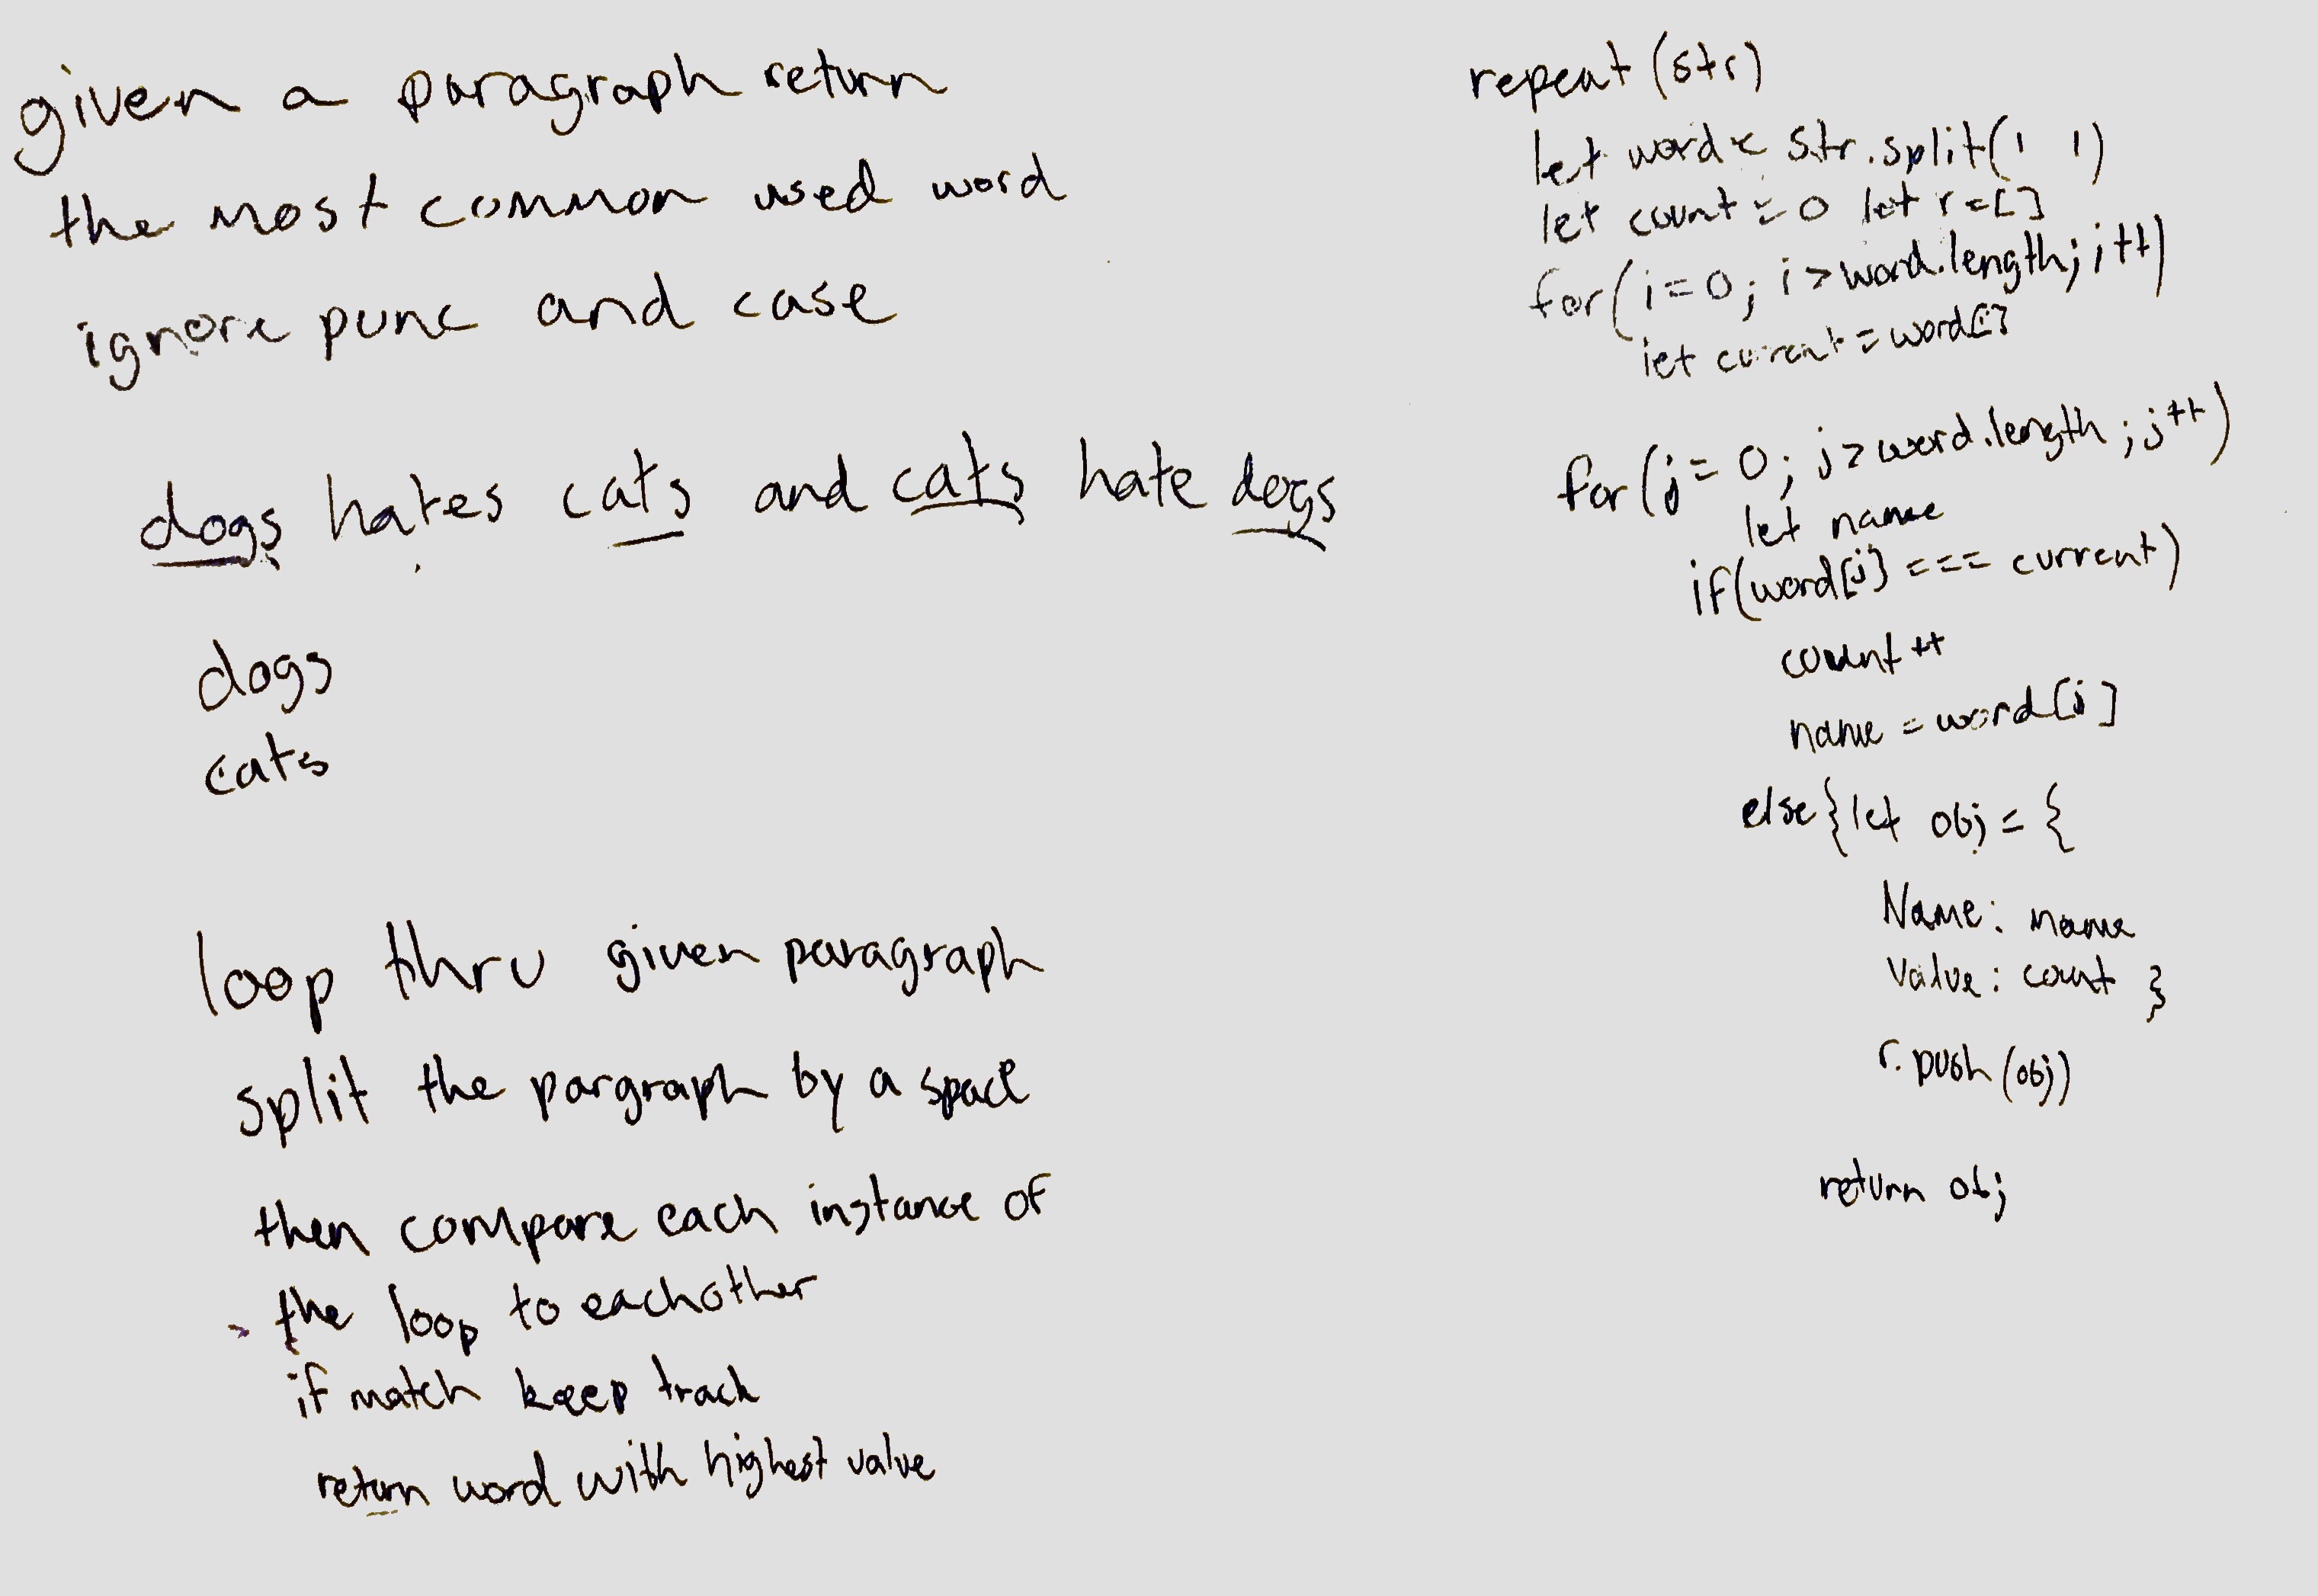 given a paragraph return
the most common used word
ignore punc and case
dogs hates cats and cats hate dogs
dogs
cats
loop thru given paragraph
split the pargraph by a space
then compare each instance of
the loop to eachother
if match keep track
return word with highest value
repeat (str)
let word = str.split(' ')
let count = 0 let r = []
for (i = 0; i > word.length; i++)
let current = word[i]
for (j = 0; j > word.length; j++)
let name
if (word[j] === current)
count ++
name = word[j]
else { let obj = {
Name: name
Value: count }
r.push (obj)
return obj